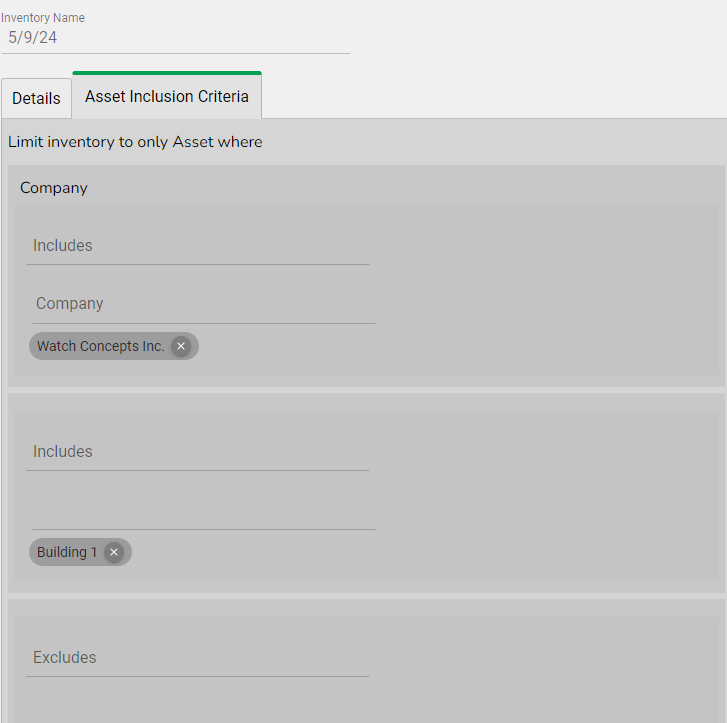 Inventory Name
5/9/24
Details
Asset Inclusion Criteria
Limit inventory to only Asset where
Company
Includes
Company
Watch Concepts Inc.
Includes
Building 1
Excludes